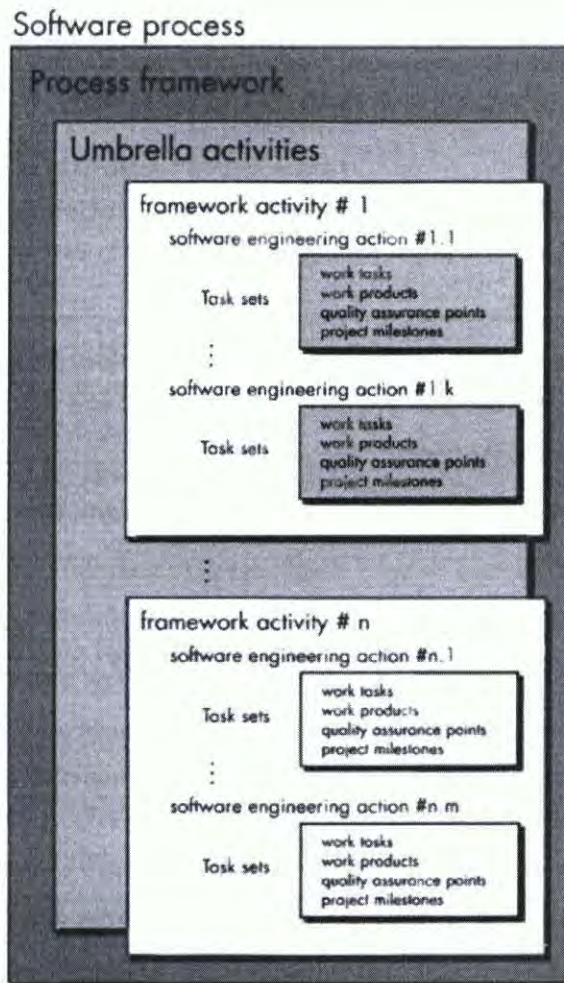 Software process
Process framework
Umbrella activities
framework activity # 1
software engineering action #1.1
Task sets
work tasks
work products
quality assurance points
project milestones
⋮
software engineering action #1 k
Task sets
work tasks
work products
quality assurance points
project milestones
⋮
framework activity # n
software engineering action #n.1
Task sets
work tasks
work products
quality assurance points
project milestones
⋮
software engineering action #n m
Task sets
work tasks
work products
quality assurance points
project milestones